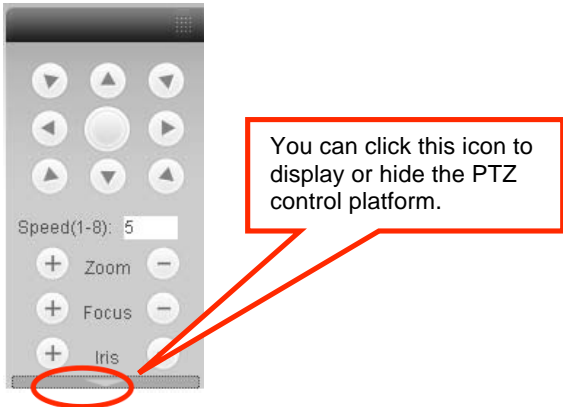 You can click this icon to
display or hide the PTZ
control platform.
Speed(1-8): 5
+ Zoom −
+ Focus −
+ Iris